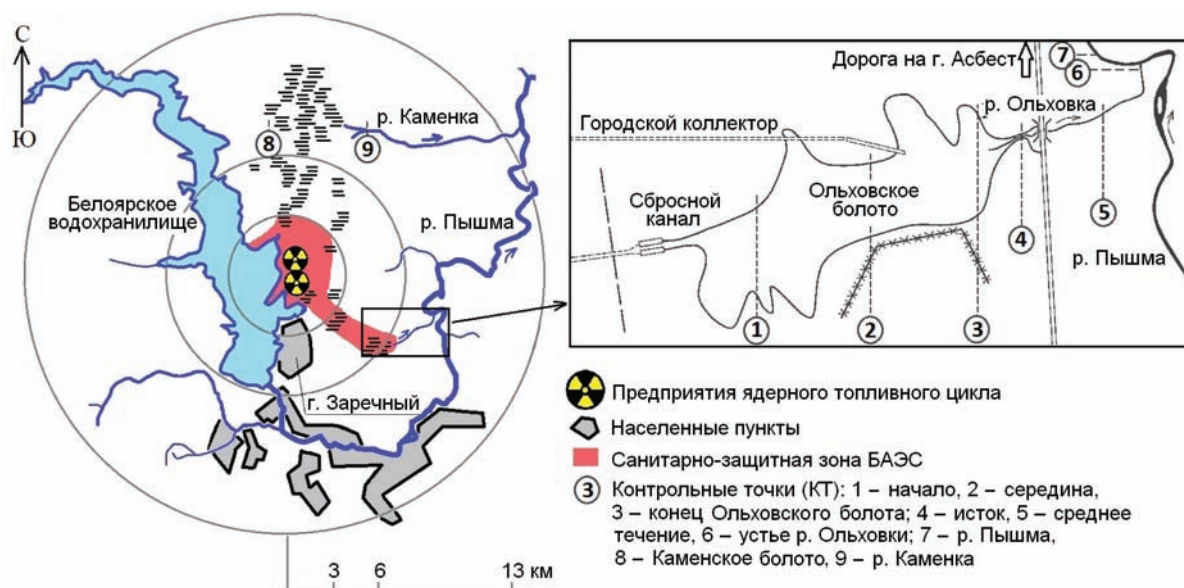 С
Ю
р. Каменка
8
9
Белоярское
водохранилище
р. Пышма
г. Заречный
3 6 13 км
Дорога на г. Асбест
7
6
р. Ольховка
Городской коллектор
Сбросной
канал
Ольховское
болото
5
4
р. Пышма
1
2
3
Предприятия ядерного топливного цикла
Населенные пункты
Санитарно-защитная зона БАЭС
3 Контрольные точки (КТ): 1 – начало, 2 – середина,
3 – конец Ольховского болота; 4 – исток, 5 – среднее
течение, 6 – устье р. Ольховки; 7 – р. Пышма,
8 – Каменское болото, 9 – р. Каменка